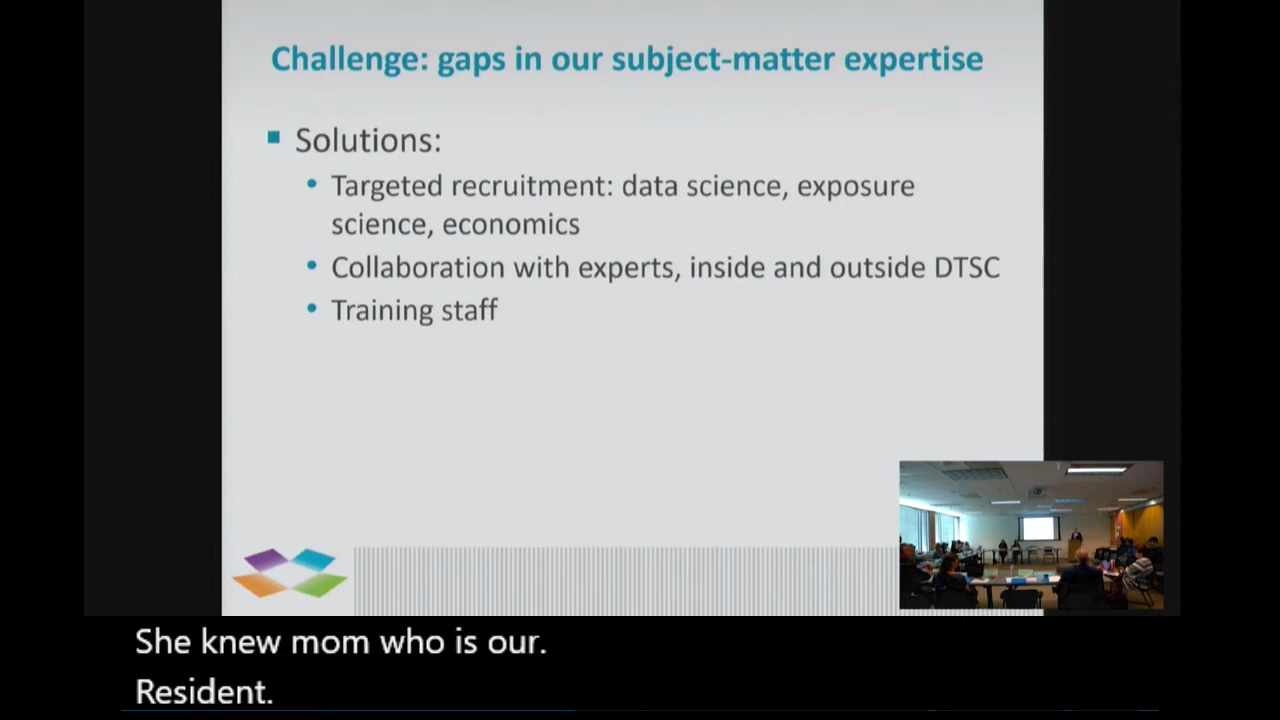 Challenge: gaps in our subject-matter expertise
Solutions:
Targeted recruitment: data science, exposure
science, economics
Collaboration with experts, inside and outside DTSC
Training staff
She knew mom who is our.
Resident.